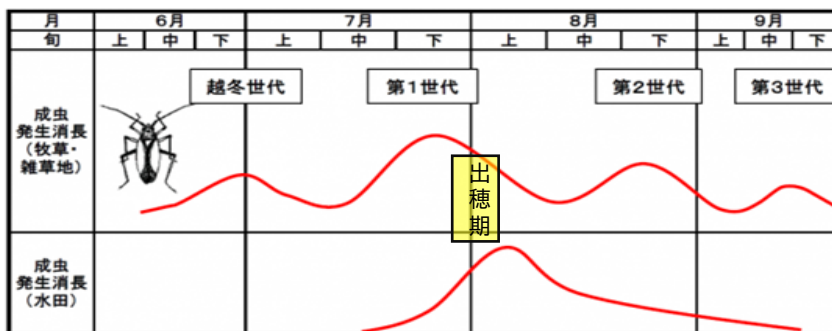 月 6月 7月 8月 9月
旬 上 中 下 上 中 下 上 中 下 上 中 下
越冬世代 第1世代 第2世代 第3世代
成虫
発生消長
(牧草・
雑草地)
出
穂
期
成虫
発生消長
(水田)